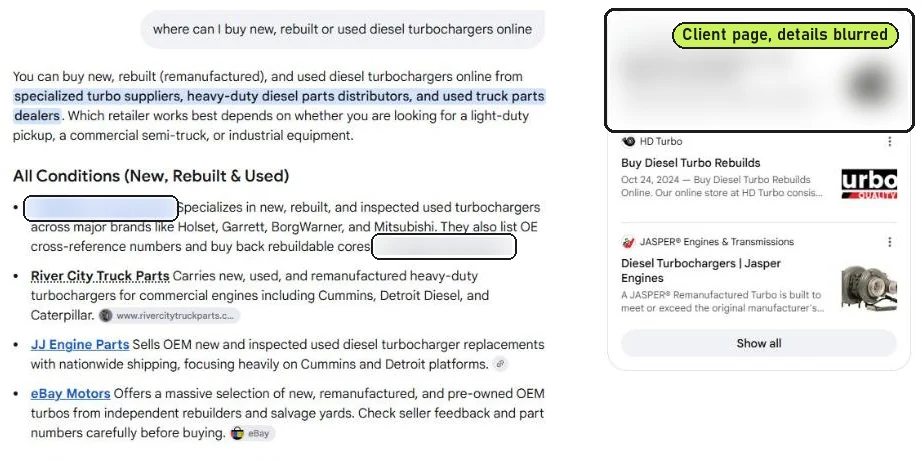 where can I buy new, rebuilt or used diesel turbochargers online
You can buy new, rebuilt (remanufactured), and used diesel turbochargers online from
specialized turbo suppliers, heavy-duty diesel parts distributors, and used truck parts
dealers. Which retailer works best depends on whether you are looking for a light-duty
pickup, a commercial semi-truck, or industrial equipment.
All Conditions (New, Rebuilt & Used)
Specializes in new, rebuilt, and inspected used turbochargers
across major brands like Holset, Garrett, BorgWarner, and Mitsubishi. They also list OE
cross-reference numbers and buy back rebuildable cores
River City Truck Parts Carries new, used, and remanufactured heavy-duty
turbochargers for commercial engines including Cummins, Detroit Diesel, and
Caterpillar. www.rivercitytruckparts.c...
JJ Engine Parts Sells OEM new and inspected used diesel turbocharger replacements
with nationwide shipping, focusing heavily on Cummins and Detroit platforms.
eBay Motors Offers a massive selection of new, remanufactured, and pre-owned OEM
turbos from independent rebuilders and salvage yards. Check seller feedback and part
numbers carefully before buying. eBay
Client page, details blurred
HD Turbo
Buy Diesel Turbo Rebuilds
Oct 24, 2024 — Buy Diesel Turbo Rebuilds
Online. Our online store at HD Turbo consis...
urbo
QUALITY
JASPER® Engines & Transmissions
Diesel Turbochargers | Jasper
Engines
A JASPER® Remanufactured Turbo is built to
meet or exceed the original manufacturer's...
Show all